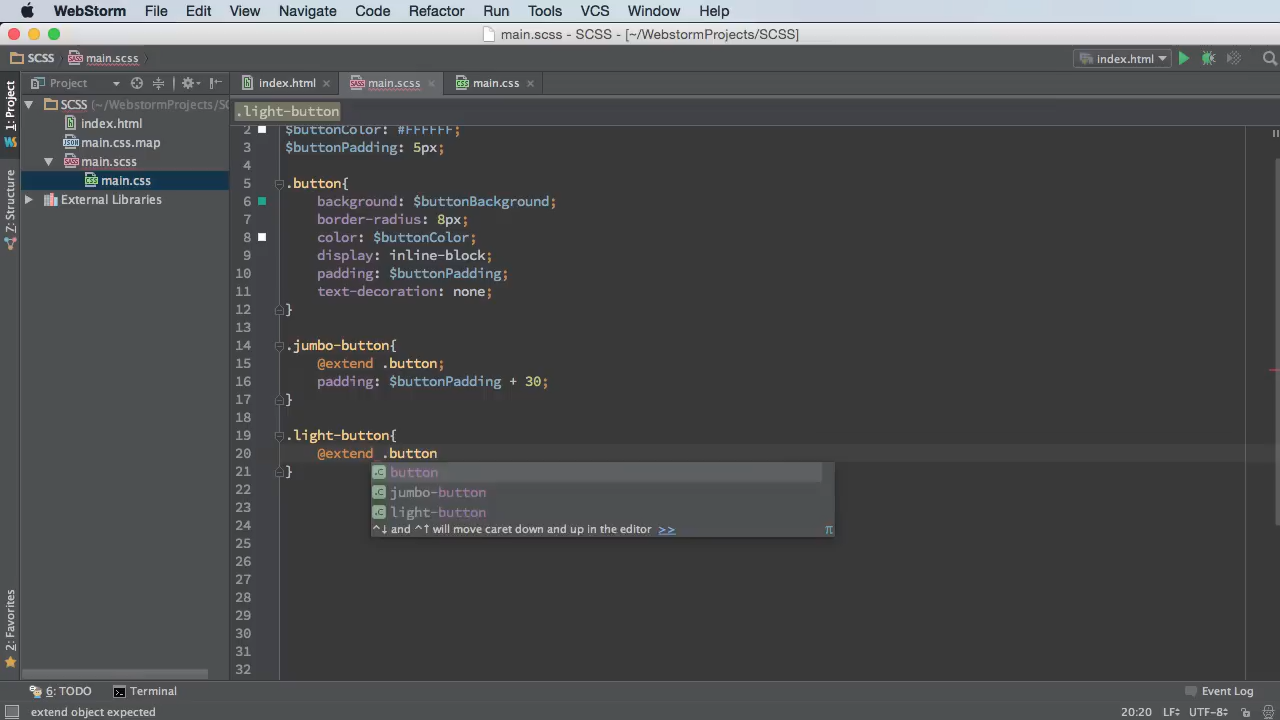 WebStorm File Edit View Navigate Code Refactor Run Tools VCS Window Help
main.scss - SCSS - [~/WebstormProjects/SCSS]
SCSS main.scss index.html
Project index.html main.scss main.css
1: Project
Z: Structure
2: Favorites
SCSS (~/WebstormProjects/SC
index.html
main.css.map
main.scss
main.css
External Libraries
.light-button
2 $buttonColor: #FFFFFF;
3 $buttonPadding: 5px;
4
5 .button{
6 background: $buttonBackground;
7 border-radius: 8px;
8 color: $buttonColor;
9 display: inline-block;
10 padding: $buttonPadding;
11 text-decoration: none;
12 }
13
14 .jumbo-button{
15 @extend .button;
16 padding: $buttonPadding + 30;
17 }
18
19 .light-button{
20 @extend .button
21 }
button
jumbo-button
light-button
^↓ and ^↑ will move caret down and up in the editor >> π
22
23
24
25
26
27
28
29
30
31
32
6: TODO Terminal Event Log
extend object expected 20:20 LF÷ UTF-8÷